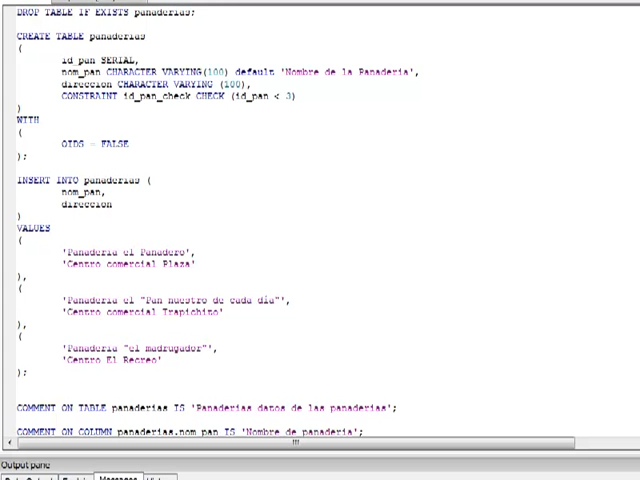 DROP TABLE IF EXISTS panaderias;
CREATE TABLE panaderias
(
id_pan SERIAL,
nom_pan CHARACTER VARYING(100) default 'Nombre de la Panaderia',
direccion CHARACTER VARYING (100),
CONSTRAINT id_pan_check CHECK (id_pan < 3)
)
WITH
(
OIDS = FALSE
);
INSERT INTO panaderias (
nom_pan,
direccion
)
VALUES
(
'Panaderia el Panadero',
'Centro comercial Plaza'
),
(
'Panaderia el "Pan nuestro de cada día"',
'Centro comercial Trapichito'
),
(
'Panaderia "el madrugador"',
'Centro El Recreo'
);
COMMENT ON TABLE panaderias IS 'Panaderias datos de las panaderias';
COMMENT ON COLUMN panaderias.nom_pan IS 'Nombre de panaderia';
Output pane
Messages